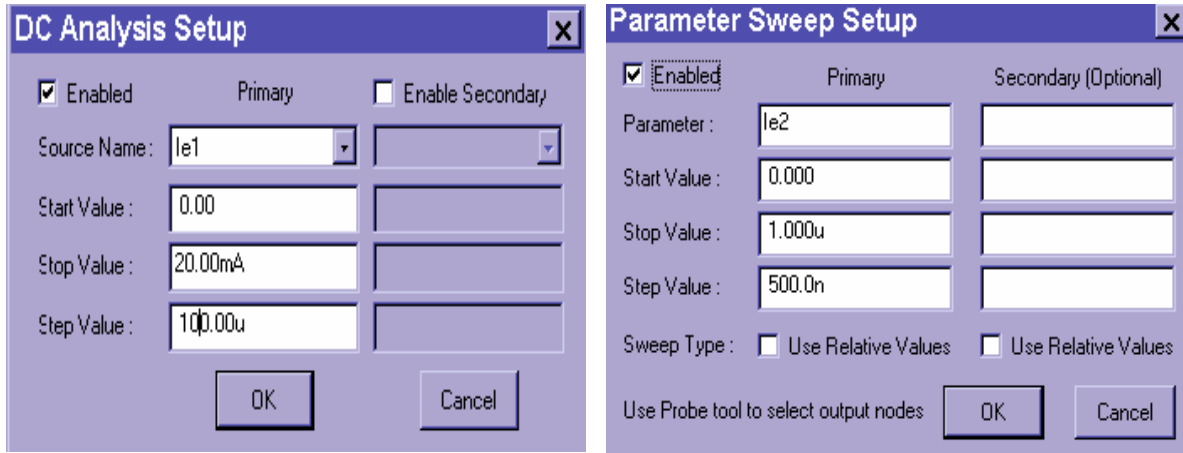 DC Analysis Setup
Enabled Primary Enable Secondary
Source Name : Ie1
Start Value : 0.00
Stop Value : 20.00mA
Step Value : 100.00u
OK Cancel
Parameter Sweep Setup
Enabled Primary Secondary (Optional)
Parameter : Ie2
Start Value : 0.000
Stop Value : 1.000u
Step Value : 500.0n
Sweep Type : Use Relative Values Use Relative Values
Use Probe tool to select output nodes OK Cancel